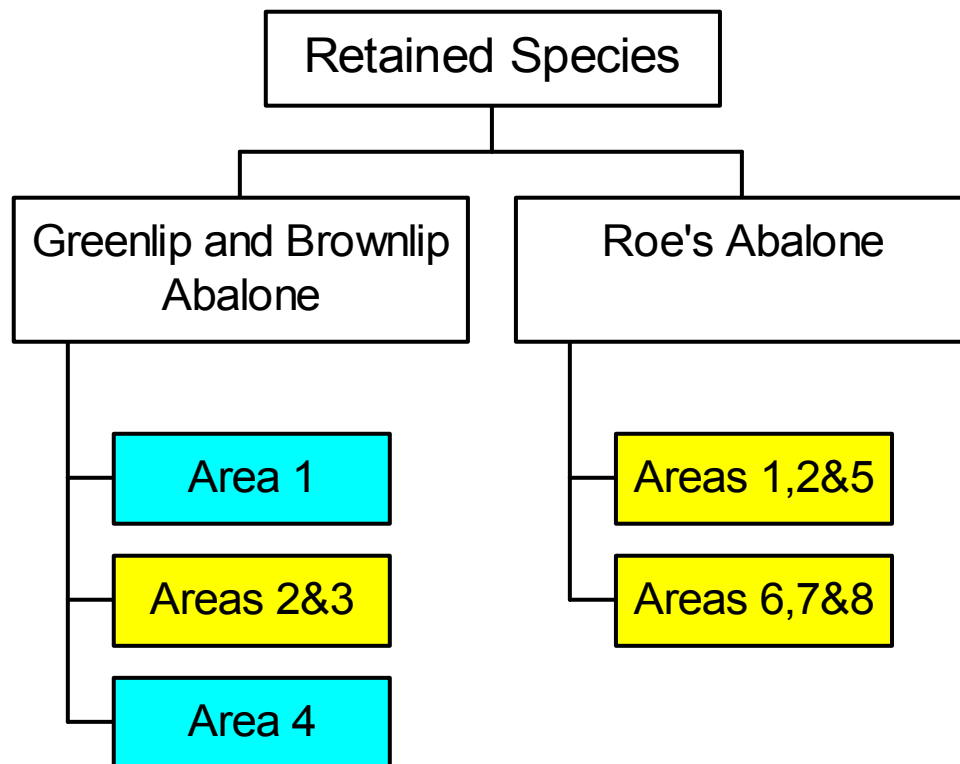 Retained Species
Greenlip and Brownlip
Abalone
Roe's Abalone
Area 1
Areas 2&3
Area 4
Areas 1,2&5
Areas 6,7&8